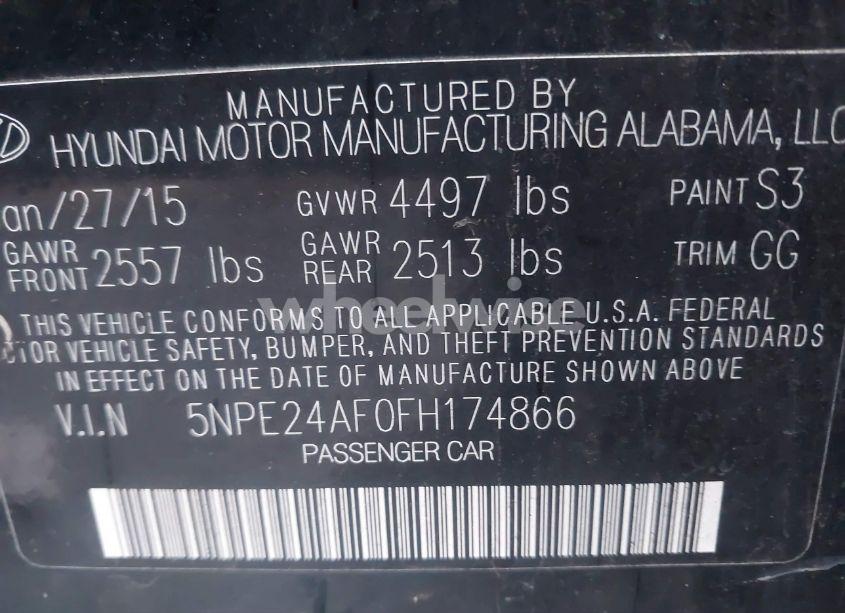 MANUFACTURED BY
HYUNDAI MOTOR MANUFACTURING ALABAMA, LLC
an/27/15 GVWR 4497 lbs PAINT S3
GAWR FRONT 2557 lbs GAWR REAR 2513 lbs TRIM GG
wheelwise
THIS VEHICLE CONFORMS TO ALL APPLICABLE U.S.A. FEDERAL
TOR VEHICLE SAFETY, BUMPER, AND THEFT PREVENTION STANDARDS
IN EFFECT ON THE DATE OF MANUFACTURE SHOWN ABOVE
V.I.N 5NPE24AF0FH174866
PASSENGER CAR